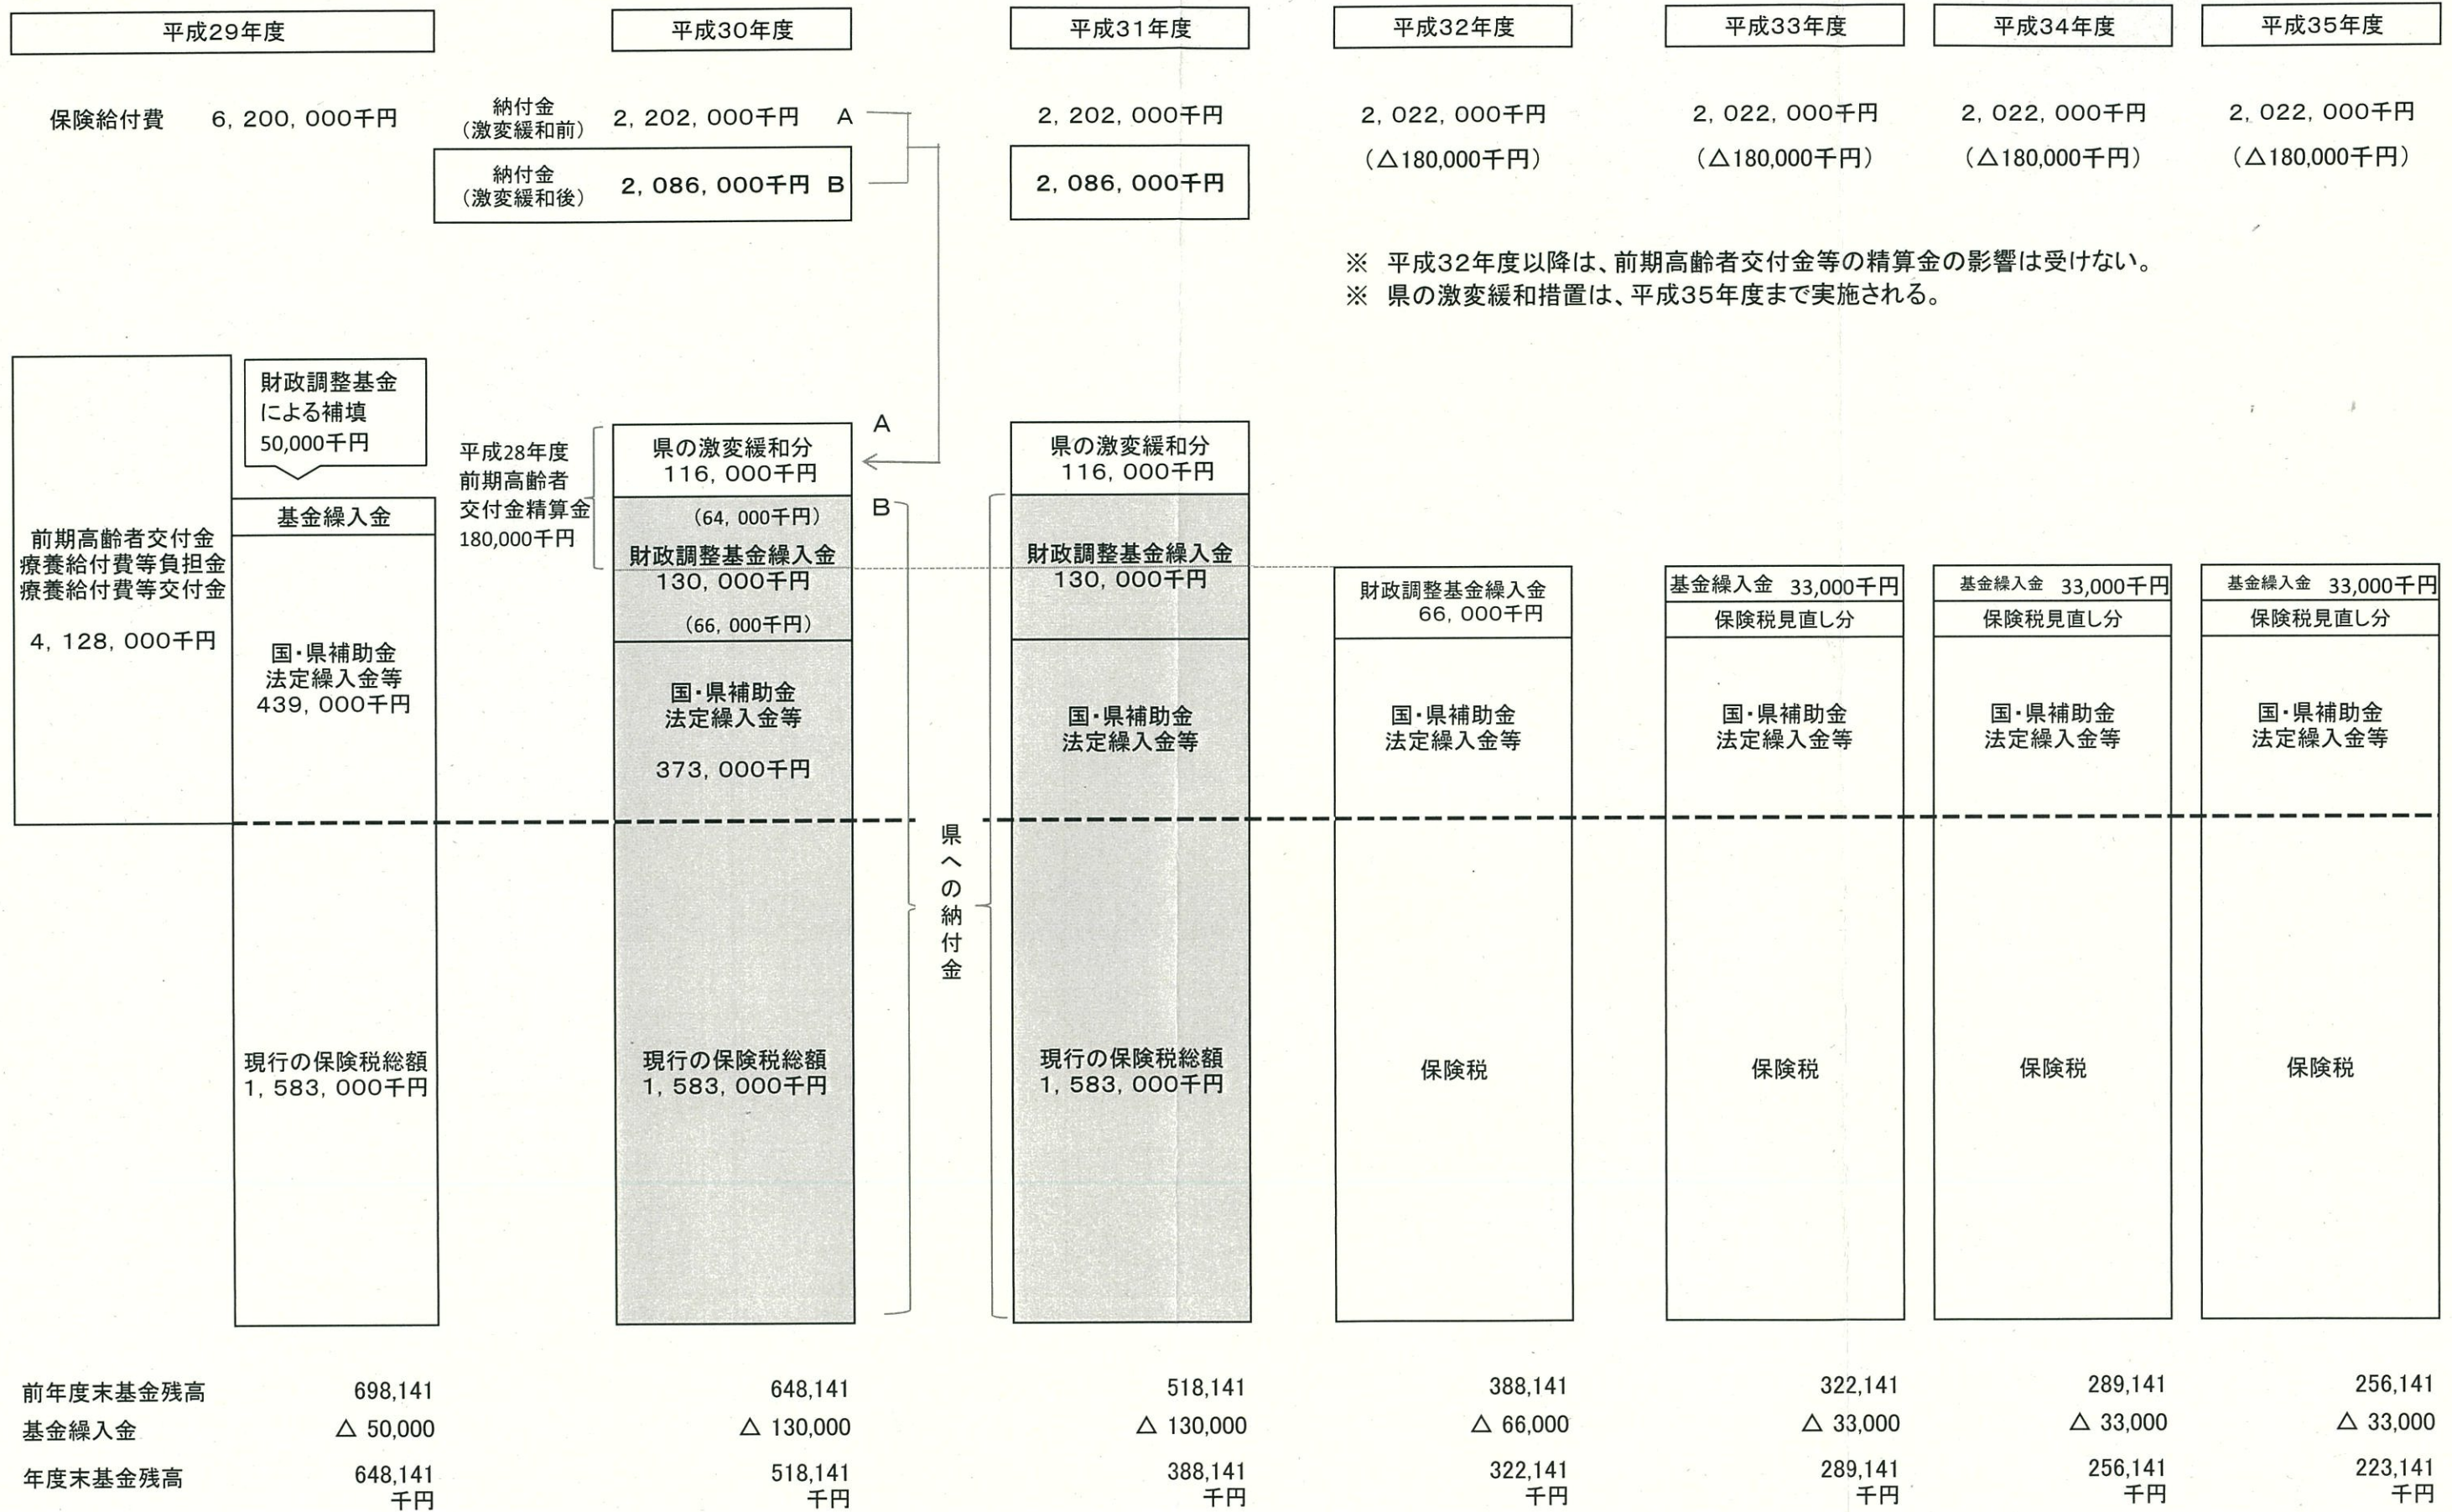 平成29年度
平成30年度
平成31年度
平成32年度
平成33年度
平成34年度
平成35年度
保険給付費　6，200，000千円
納付金
（激変緩和前）
2，202，000千円　A
2，202，000千円
2，022，000千円
2，022，000千円
2，022，000千円
2，022，000千円
（△180,000千円）
（△180,000千円）
（△180,000千円）
（△180,000千円）
納付金
（激変緩和後）
2，086，000千円　B
2，086，000千円
※　平成32年度以降は、前期高齢者交付金等の精算金の影響は受けない。
※　県の激変緩和措置は、平成35年度まで実施される。
前期高齢者交付金
療養給付費等負担金
療養給付費等交付金
4，128，000千円
財政調整基金
による補填
50,000千円
基金繰入金
国・県補助金
法定繰入金等
439，000千円
現行の保険税総額
1，583，000千円
平成28年度
前期高齢者
交付金精算金
180,000千円
県の激変緩和分
116，000千円
A
B
（64，000千円）
財政調整基金繰入金
130，000千円
（66，000千円）
国・県補助金
法定繰入金等
373，000千円
現行の保険税総額
1，583，000千円
県への納付金
県の激変緩和分
116，000千円
財政調整基金繰入金
130，000千円
国・県補助金
法定繰入金等
現行の保険税総額
1，583，000千円
財政調整基金繰入金
66，000千円
国・県補助金
法定繰入金等
保険税
基金繰入金　33,000千円
保険税見直し分
国・県補助金
法定繰入金等
保険税
基金繰入金　33,000千円
保険税見直し分
国・県補助金
法定繰入金等
保険税
基金繰入金　33,000千円
保険税見直し分
国・県補助金
法定繰入金等
保険税
前年度末基金残高　698,141　648,141　518,141　388,141　322,141　289,141　256,141
基金繰入金　△ 50,000　△ 130,000　△ 130,000　△ 66,000　△ 33,000　△ 33,000　△ 33,000
年度末基金残高　648,141　518,141　388,141　322,141　289,141　256,141　223,141
千円　千円　千円　千円　千円　千円　千円